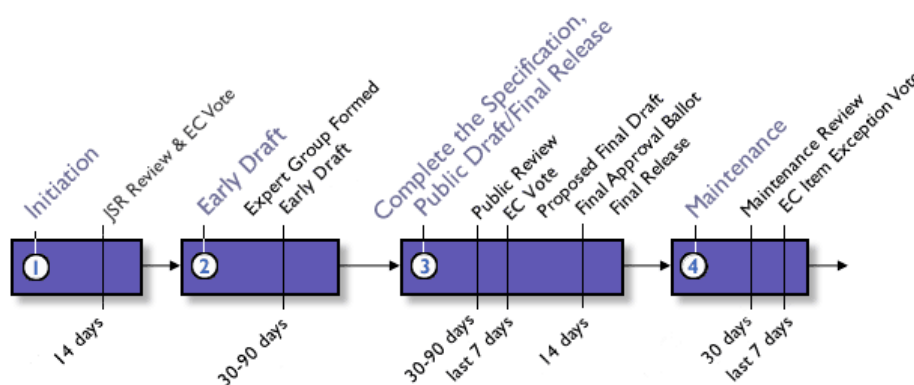 Initiation
JSR Review & EC Vote
Early Draft
Expert Group Formed
Early Draft
Complete the Specification,
Public Draft/Final Release
Public Review
EC Vote
Proposed Final Draft
Final Approval Ballot
Final Release
Maintenance
Maintenance Review
EC Item Exception Vote
1
2
3
4
14 days
30-90 days
30-90 days
last 7 days
14 days
30 days
last 7 days